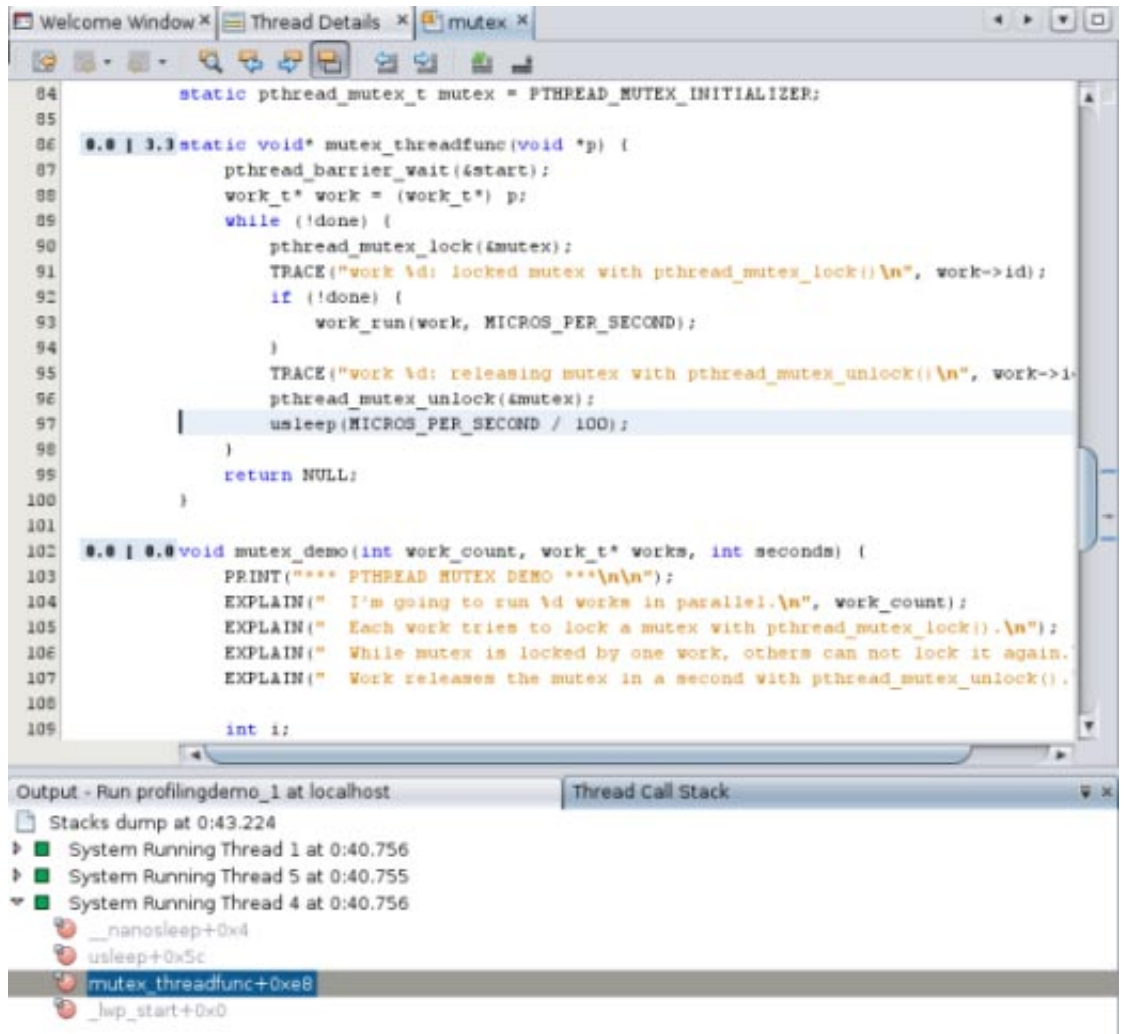 Welcome Window Thread Details mutex
84 static pthread_mutex_t mutex = PTHREAD_MUTEX_INITIALIZER;
85
86 0.0 | 3.3 static void* mutex_threadfunc(void *p) {
87 pthread_barrier_wait(&start);
88 work_t* work = (work_t*) p;
89 while (!done) {
90 pthread_mutex_lock(&mutex);
91 TRACE("work %d: locked mutex with pthread_mutex_lock()\n", work->id);
92 if (!done) {
93 work_run(work, MICROS_PER_SECOND);
94 }
95 TRACE("work %d: releasing mutex with pthread_mutex_unlock()\n", work->i
96 pthread_mutex_unlock(&mutex);
97 usleep(MICROS_PER_SECOND / 100);
98 }
99 return NULL;
100 }
101
102 0.0 | 0.0 void mutex_demo(int work_count, work_t* works, int seconds) {
103 PRINT("*** PTHREAD MUTEX DEMO ***\n\n");
104 EXPLAIN(" I'm going to run %d works in parallel.\n", work_count);
105 EXPLAIN(" Each work tries to lock a mutex with pthread_mutex_lock().\n");
106 EXPLAIN(" While mutex is locked by one work, others can not lock it again.
107 EXPLAIN(" Work releases the mutex in a second with pthread_mutex_unlock().
108
109 int i;
Output - Run profilingdemo_1 at localhost Thread Call Stack
Stacks dump at 0:43.224
System Running Thread 1 at 0:40.756
System Running Thread 5 at 0:40.755
System Running Thread 4 at 0:40.756
__nanosleep+0x4
usleep+0x5c
mutex_threadfunc+0xe8
_lwp_start+0x0